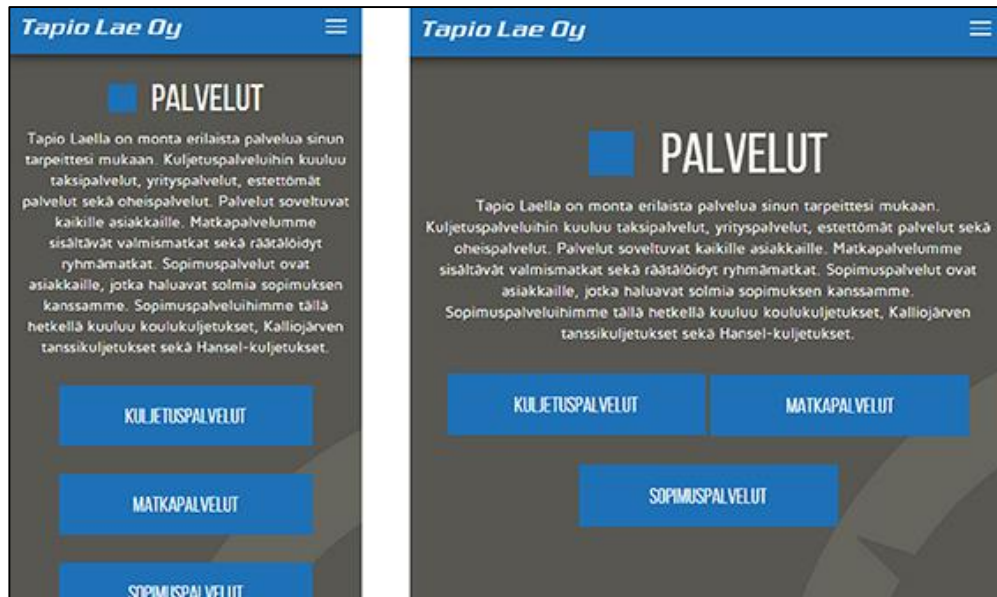 Tapio Lae Oy
PALVELUT
Tapio Laella on monta erilaista palvelua sinun
tarpeittesi mukaan. Kuljetuspalveluihin kuuluu
taksipalvelut, yrityspalvelut, estettömät
palvelut sekä oheispalvelut. Palvelut soveltuvat
kaikille asiakkaille. Matkapalvelumme
sisältävät valmismatkat sekä räätälöidyt
ryhmämatkat. Sopimuspalvelut ovat
asiakkaille, jotka haluavat solmia sopimuksen
kanssamme. Sopimuspalveluihimme tällä
hetkellä kuuluu koulukuljetukset, Kalliojärven
tanssikuljetukset sekä Hansel-kuljetukset.
KULJETUSPALVELUT
MATKAPALVELUT
SOPIMUSPALVELUT
Tapio Lae Oy
PALVELUT
Tapio Laella on monta erilaista palvelua sinun tarpeittesi mukaan.
Kuljetuspalveluihin kuuluu taksipalvelut, yrityspalvelut, estettömät palvelut sekä
oheispalvelut. Palvelut soveltuvat kaikille asiakkaille. Matkapalvelumme
sisältävät valmismatkat sekä räätälöidyt ryhmämatkat. Sopimuspalvelut ovat
asiakkaille, jotka haluavat solmia sopimuksen kanssamme.
Sopimuspalveluihimme tällä hetkellä kuuluu koulukuljetukset, Kalliojärven
tanssikuljetukset sekä Hansel-kuljetukset.
KULJETUSPALVELUT
MATKAPALVELUT
SOPIMUSPALVELUT